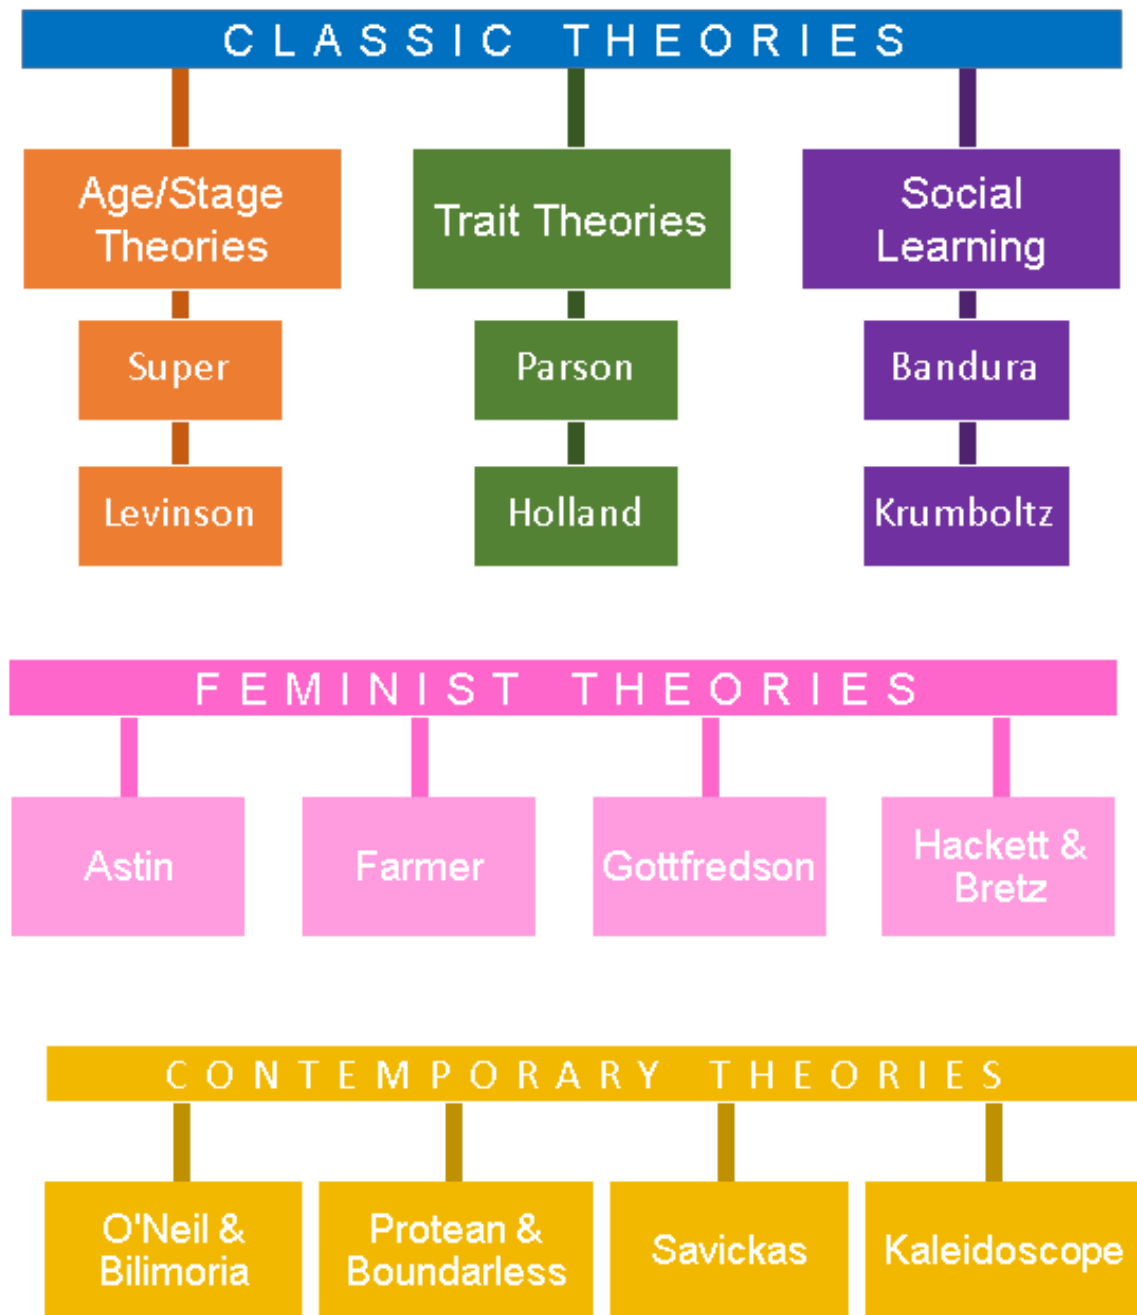 CLASSIC THEORIES
Age/Stage
Theories
Trait Theories
Social
Learning
Super
Parson
Bandura
Levinson
Holland
Krumboltz
FEMINIST THEORIES
Astin
Farmer
Gottfredson
Hackett &
Bretz
CONTEMPORARY THEORIES
O'Neil &
Bilimoria
Protean &
Boundarless
Savickas
Kaleidoscope